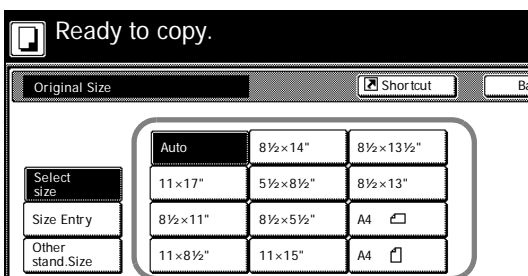 Ready to copy.
Original Size
Shortcut
Ba
Auto
8½×14"
8½×13½"
Select
size
11×17"
5½×8½"
8½×13"
Size Entry
8½×11"
8½×5½"
A4
Other
stand.Size
11×8½"
11×15"
A4